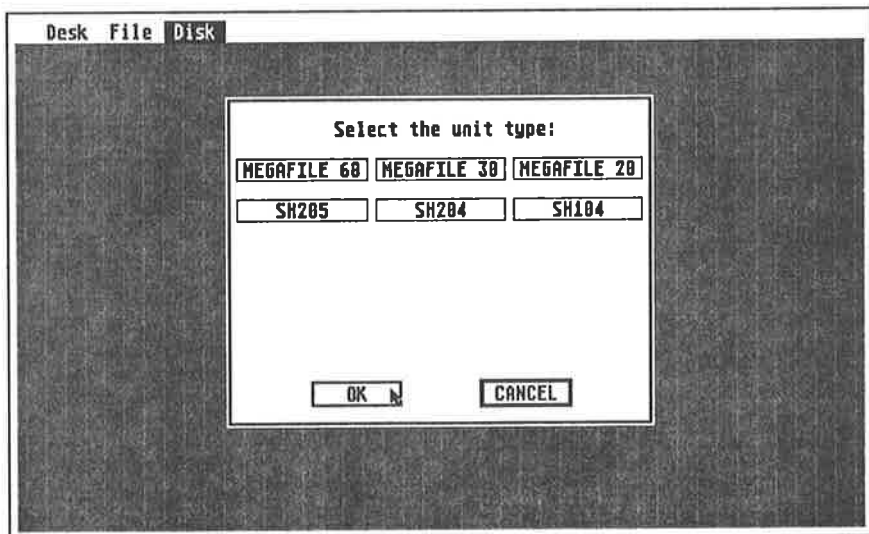 Desk File Disk
Select the unit type:
MEGAFILE 60 MEGAFILE 30 MEGAFILE 20
SH205 SH204 SH104
OK CANCEL